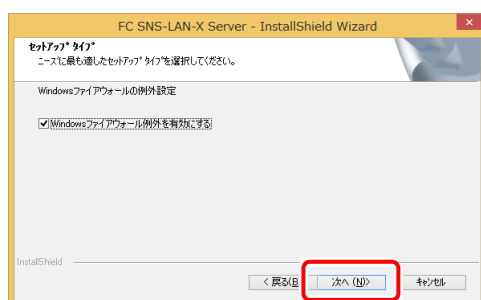 FC SNS-LAN-X Server - InstallShield Wizard
×
セットアップ タイプ
ニーズに最も適したセットアップ タイプを選択してください。
Windowsファイアウォールの例外設定
Windowsファイアウォール例外を有効にする
InstallShield
< 戻る(B
次へ (N)>
キャンセル